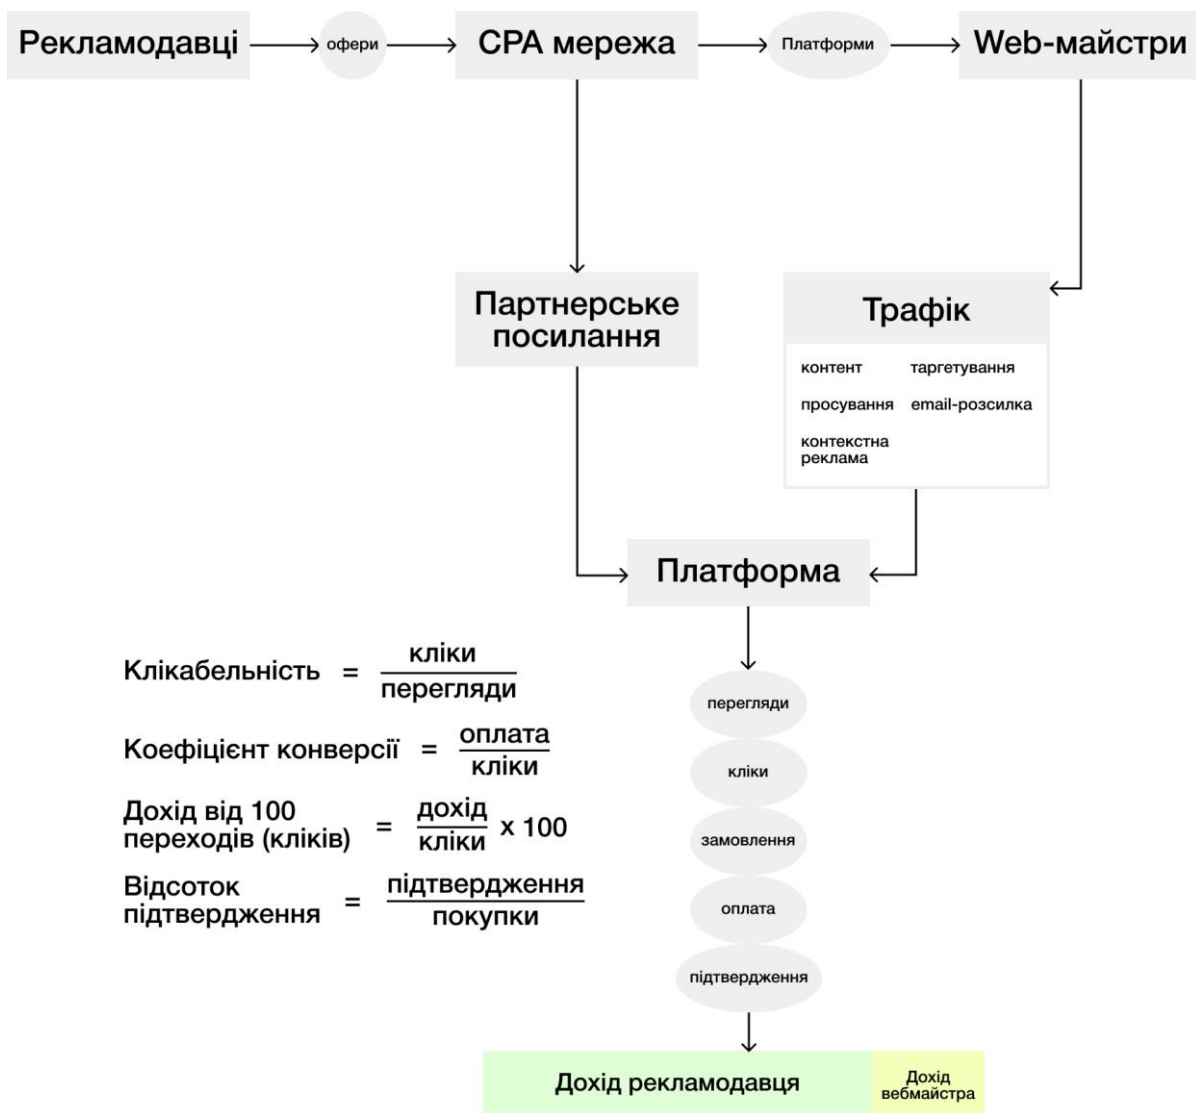 Рекламодавці
офери
CPA мережа
Платформи
Web-майстри
Партнерське
посилання
Трафік
контент
таргетування
просування
email-розсилка
контекстна
реклама
Платформа
Клікабельність = кліки
перегляди
Коефіцієнт конверсії = оплата
кліки
Дохід від 100
переходів (кліків) = дохід
кліки
x 100
Відсоток
підтвердження = підтвердження
покупки
перегляди
кліки
замовлення
оплата
підтвердження
Дохід рекламодавця
Дохід
вебмайстра